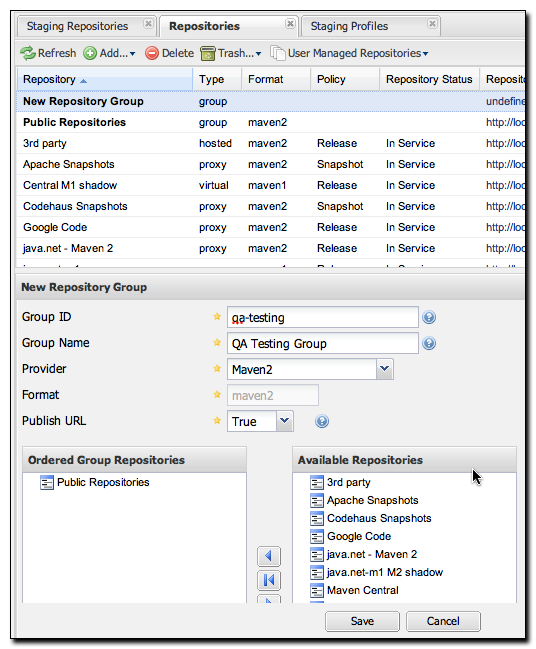 Staging Repositories Repositories Staging Profiles
Refresh Add... Delete Trash... User Managed Repositories
Repository Type Format Policy Repository Status Reposito
New Repository Group group undefine
Public Repositories group maven2 http://loc
3rd party hosted maven2 Release In Service http://loc
Apache Snapshots proxy maven2 Snapshot In Service http://loc
Central M1 shadow virtual maven1 Release In Service http://loc
Codehaus Snapshots proxy maven2 Snapshot In Service http://loc
Google Code proxy maven2 Release In Service http://loc
java.net - Maven 2 proxy maven2 Release In Service http://loc
New Repository Group
Group ID qa-testing
Group Name QA Testing Group
Provider Maven2
Format maven2
Publish URL True
Ordered Group Repositories Available Repositories
Public Repositories 3rd party
Apache Snapshots
Codehaus Snapshots
Google Code
java.net - Maven 2
java.net-m1 M2 shadow
Maven Central
Save Cancel